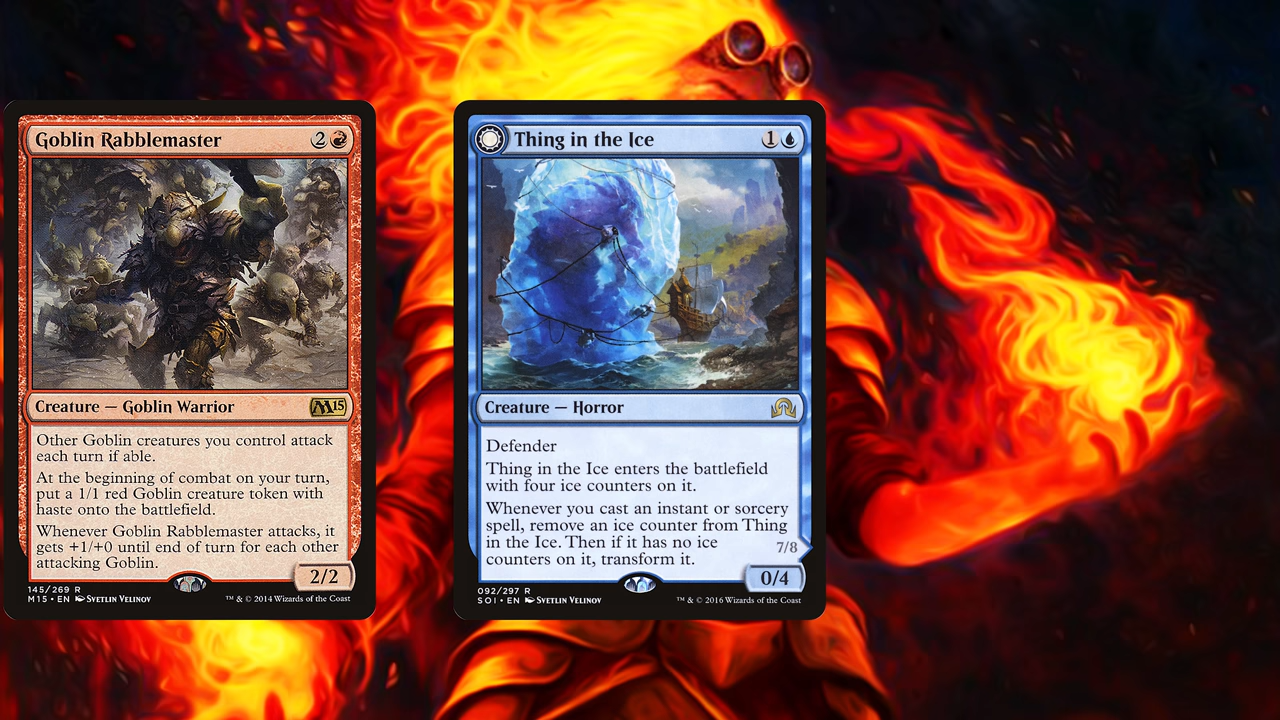 Goblin Rabblemaster 2
Creature — Goblin Warrior M15
Other Goblin creatures you control attack
each turn if able.
At the beginning of combat on your turn,
put a 1/1 red Goblin creature token with
haste onto the battlefield.
Whenever Goblin Rabblemaster attacks, it
gets +1/+0 until end of turn for each other
attacking Goblin.
2/2
145/269 R
M15 • EN Svetlin Velinov ™ & © 2014 Wizards of the Coast
Thing in the Ice 1
Creature — Horror
Defender
Thing in the Ice enters the battlefield
with four ice counters on it.
Whenever you cast an instant or sorcery
spell, remove an ice counter from Thing
in the Ice. Then if it has no ice
counters on it, transform it.
7/8
0/4
092/297 R
SOI • EN Svetlin Velinov ™ & © 2016 Wizards of the Coast